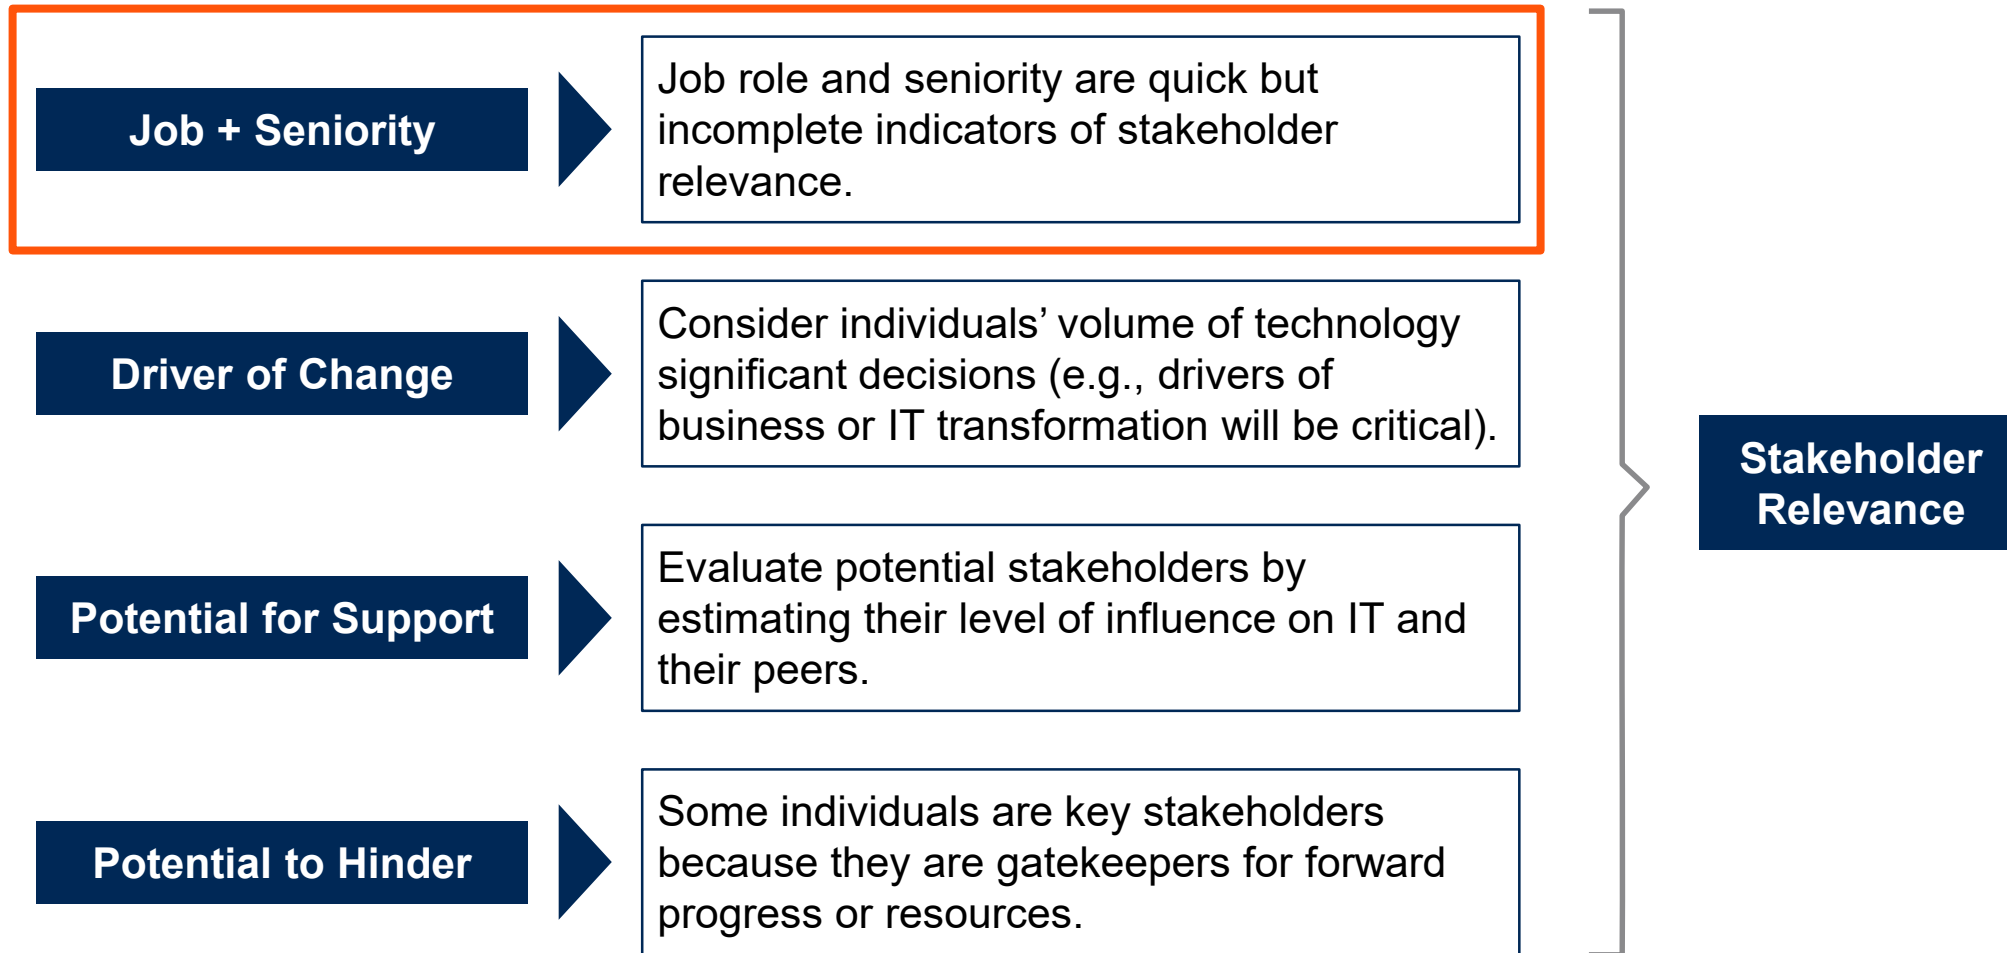 Job + Seniority
Job role and seniority are quick but
incomplete indicators of stakeholder
relevance.
Driver of Change
Consider individuals’ volume of technology
significant decisions (e.g., drivers of
business or IT transformation will be critical).
Potential for Support
Evaluate potential stakeholders by
estimating their level of influence on IT and
their peers.
Potential to Hinder
Some individuals are key stakeholders
because they are gatekeepers for forward
progress or resources.
Stakeholder
Relevance